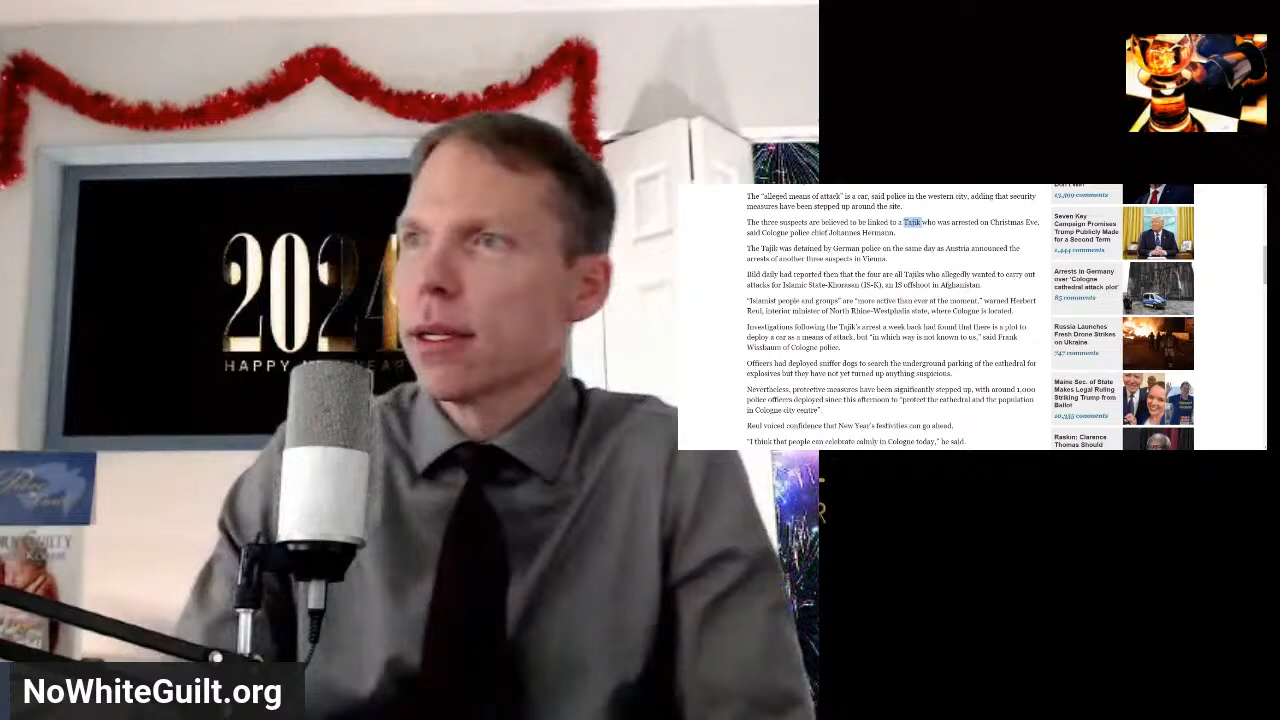 2024
HAPPY
NoWhiteGuilt.org
The "alleged means of attack" is a car, said police in the western city, adding that security
measures have been stepped up around the site.
The three suspects are believed to be linked to a Tajik who was arrested on Christmas Eve,
said Cologne police chief Johannes Hermann.
The Tajik was detained by German police on the same day as Austria announced the
arrests of another three suspects in Vienna.
Bild daily had reported then that the four are all Tajiks who allegedly wanted to carry out
attacks for Islamic State-Khorasan (IS-K), an IS offshoot in Afghanistan.
"Islamist people and groups" are "more active than ever at the moment," warned Herbert
Reul, interior minister of North Rhine-Westphalia state, where Cologne is located.
Investigations following the Tajik's arrest a week back had found that there is a plot to
deploy a car as a means of attack, but "in which way is not known to us," said Frank
Wissbaum of Cologne police.
Officers had deployed sniffer dogs to search the underground parking of the cathedral for
explosives but they have not yet turned up anything suspicious.
Nevertheless, protective measures have been significantly stepped up, with around 1,000
police officers deployed since this afternoon to "protect the cathedral and the population
in Cologne city centre".
Reul voiced confidence that New Year's festivities can go ahead.
"I think that people can celebrate calmly in Cologne today," he said.
13,599 comments
Seven Key
Campaign Promises
Trump Publicly Made
for a Second Term
1,444 comments
Arrests in Germany
over 'Cologne
cathedral attack plot'
85 comments
Russia Launches
Fresh Drone Strikes
on Ukraine
747 comments
Maine Sec. of State
Makes Legal Ruling
Striking Trump from
Ballot
10,355 comments
Raskin: Clarence
Thomas Should